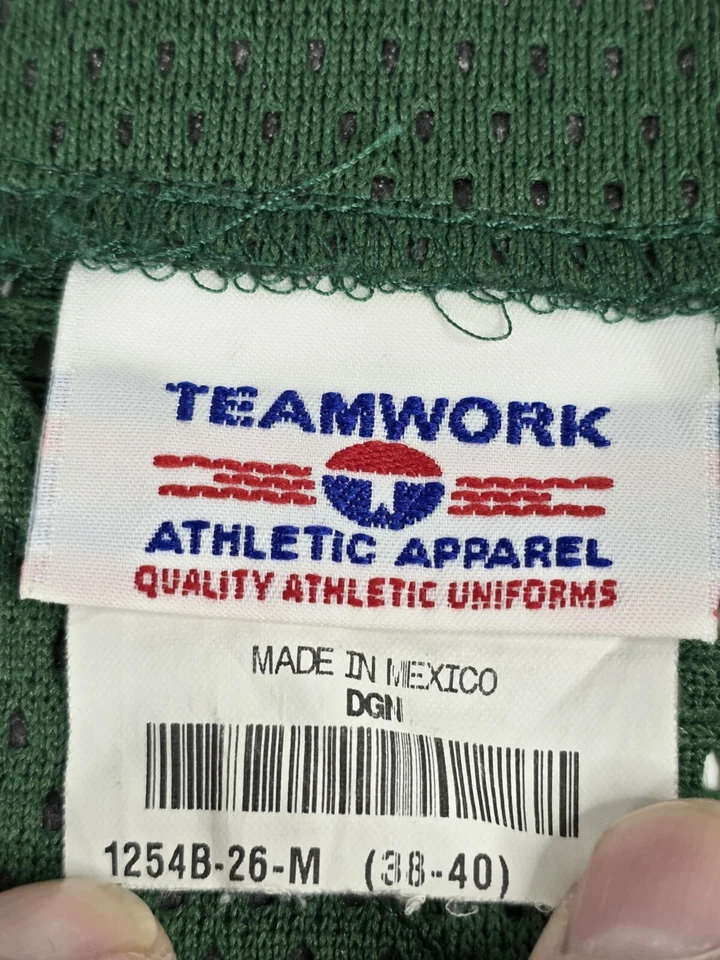 TEAMWORK
ATHLETIC APPAREL
QUALITY ATHLETIC UNIFORMS
MADE IN MEXICO
DGN
1254B-26-M (38-40)